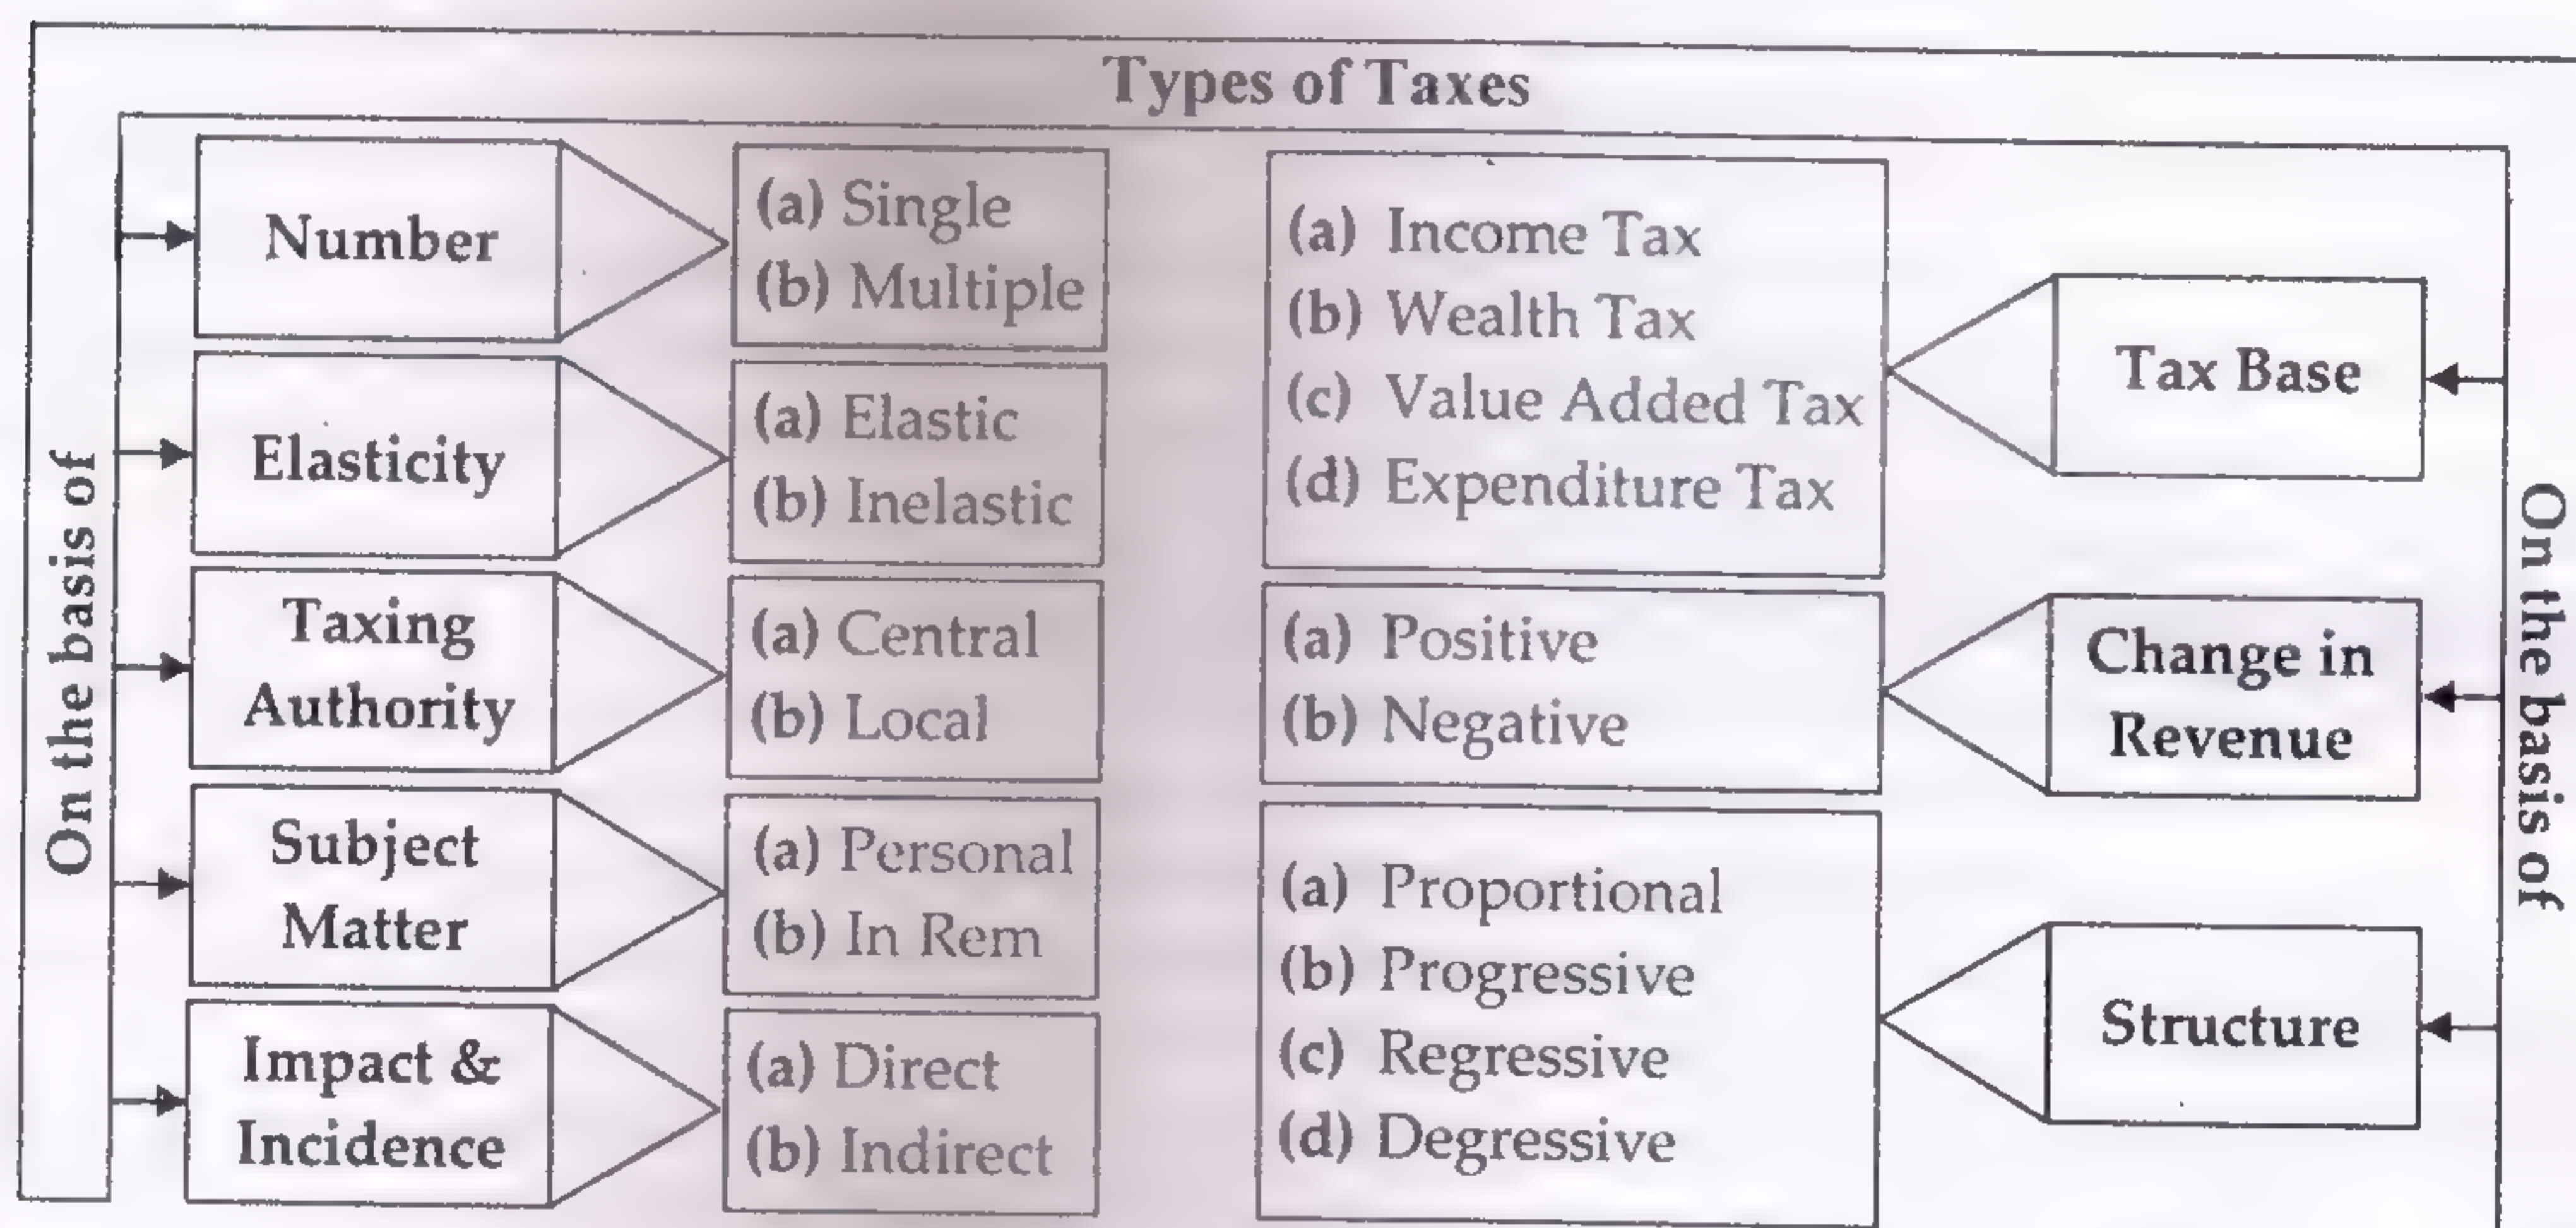 Types of Taxes
On the basis of
Number
(a) Single
(b) Multiple
Elasticity
(a) Elastic
(b) Inelastic
Taxing
Authority
(a) Central
(b) Local
Subject
Matter
(a) Personal
(b) In Rem
Impact &
Incidence
(a) Direct
(b) Indirect
On the basis of
Tax Base
(a) Income Tax
(b) Wealth Tax
(c) Value Added Tax
(d) Expenditure Tax
Change in
Revenue
(a) Positive
(b) Negative
Structure
(a) Proportional
(b) Progressive
(c) Regressive
(d) Degressive